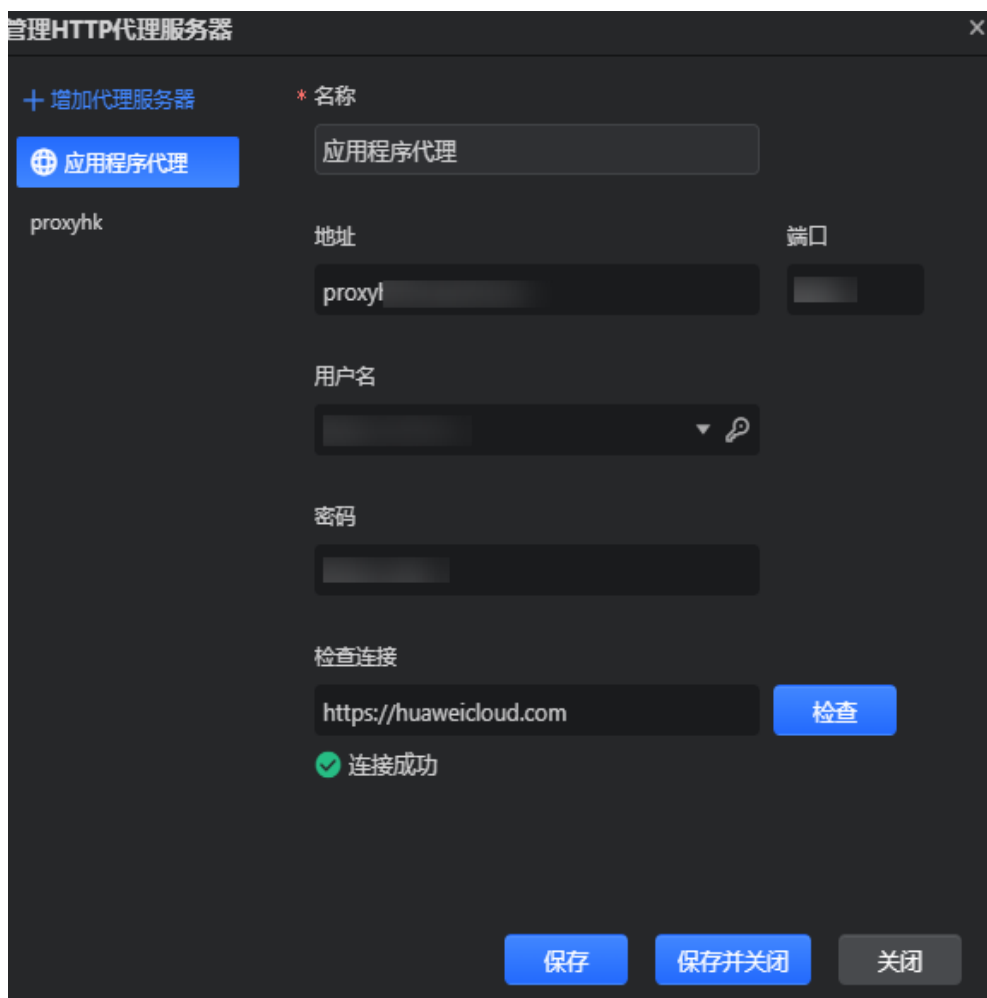 管理HTTP代理服务器
增加代理服务器
应用程序代理
proxyhk
* 名称
应用程序代理
地址
端口
用户名
密码
检查连接
https://huaweicloud.com
检查
连接成功
保存
保存并关闭
关闭